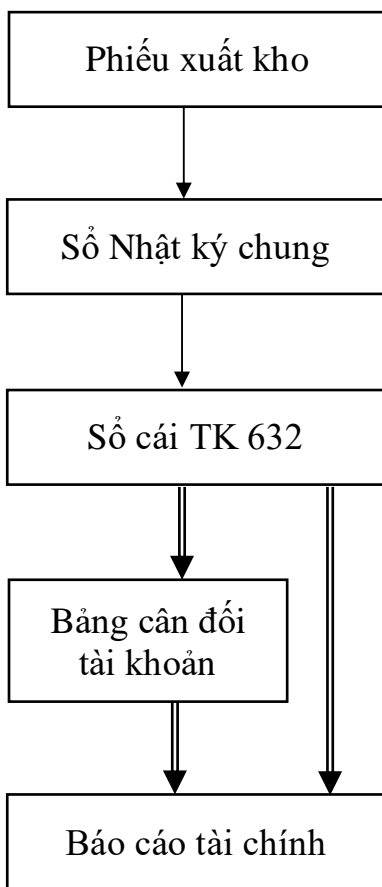 Phiếu xuất kho
Sổ Nhật ký chung
Sổ cái TK 632
Bảng cân đối
tài khoản
Báo cáo tài chính